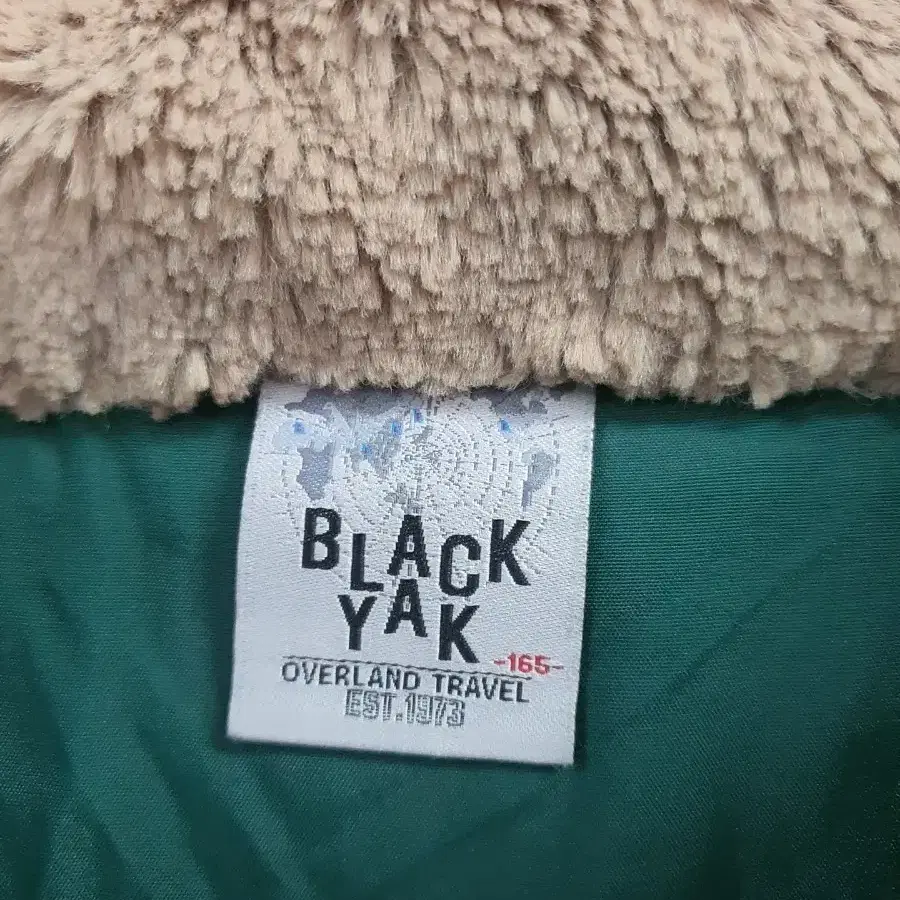 BLACK
YAK
-165-
OVERLAND TRAVEL
EST.1973